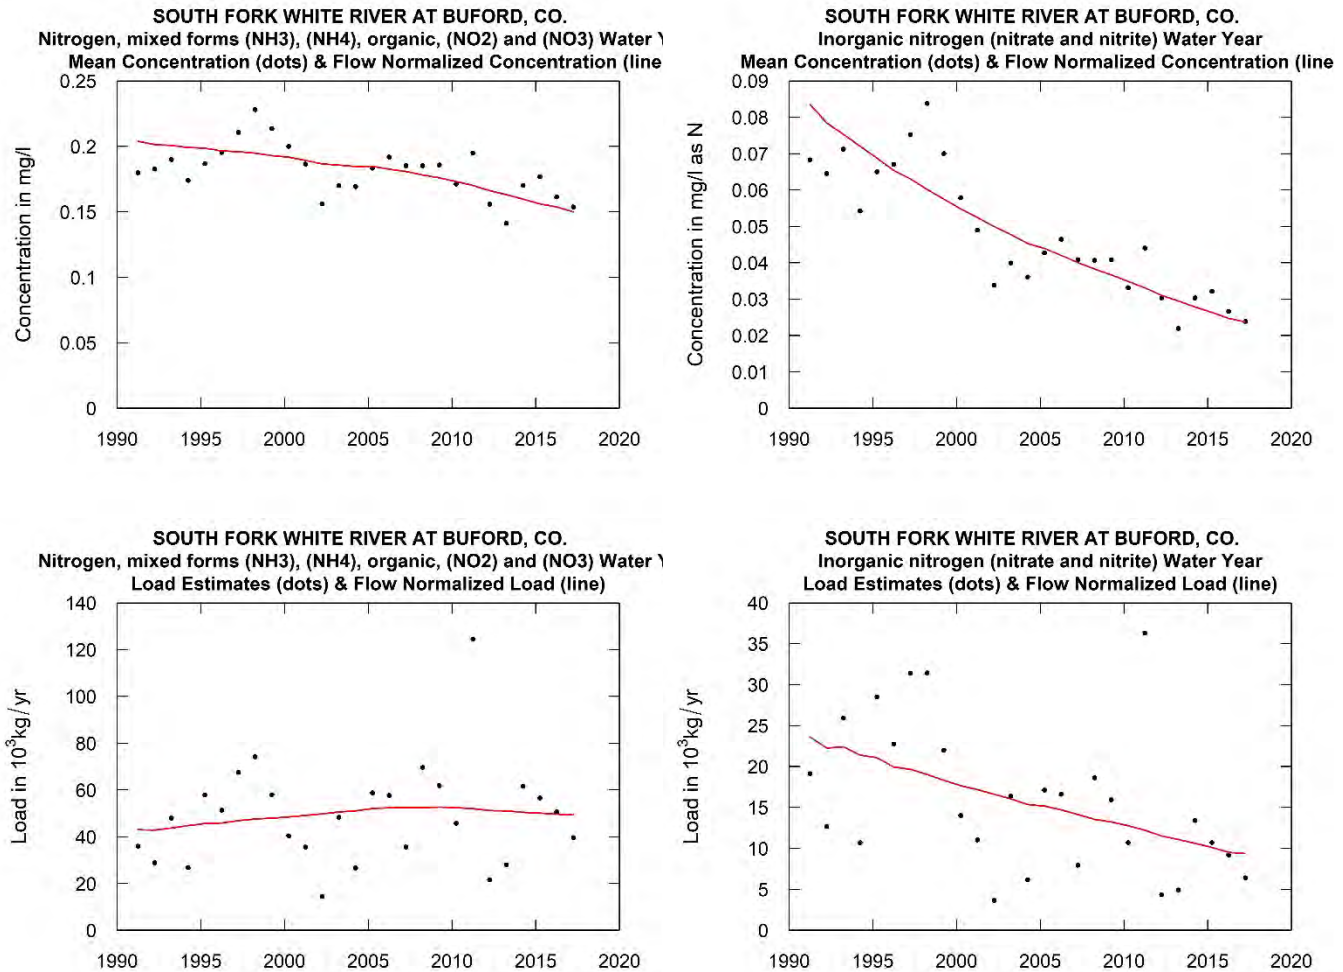 SOUTH FORK WHITE RIVER AT BUFORD, CO.
Nitrogen, mixed forms (NH3), (NH4), organic, (NO2) and (NO3) Water Y
Mean Concentration (dots) & Flow Normalized Concentration (line
0.25
0.2
0.15
0.1
0.05
0
Concentration in mg/l
1990 1995 2000 2005 2010 2015 2020
SOUTH FORK WHITE RIVER AT BUFORD, CO.
Inorganic nitrogen (nitrate and nitrite) Water Year
Mean Concentration (dots) & Flow Normalized Concentration (line
0.09
0.08
0.07
0.06
0.05
0.04
0.03
0.02
0.01
0
Concentration in mg/l as N
1990 1995 2000 2005 2010 2015 2020
SOUTH FORK WHITE RIVER AT BUFORD, CO.
Nitrogen, mixed forms (NH3), (NH4), organic, (NO2) and (NO3) Water Y
Load Estimates (dots) & Flow Normalized Load (line)
140
120
100
80
60
40
20
0
Load in 10³kg/yr
1990 1995 2000 2005 2010 2015 2020
SOUTH FORK WHITE RIVER AT BUFORD, CO.
Inorganic nitrogen (nitrate and nitrite) Water Year
Load Estimates (dots) & Flow Normalized Load (line)
40
35
30
25
20
15
10
5
0
Load in 10³kg/yr
1990 1995 2000 2005 2010 2015 2020